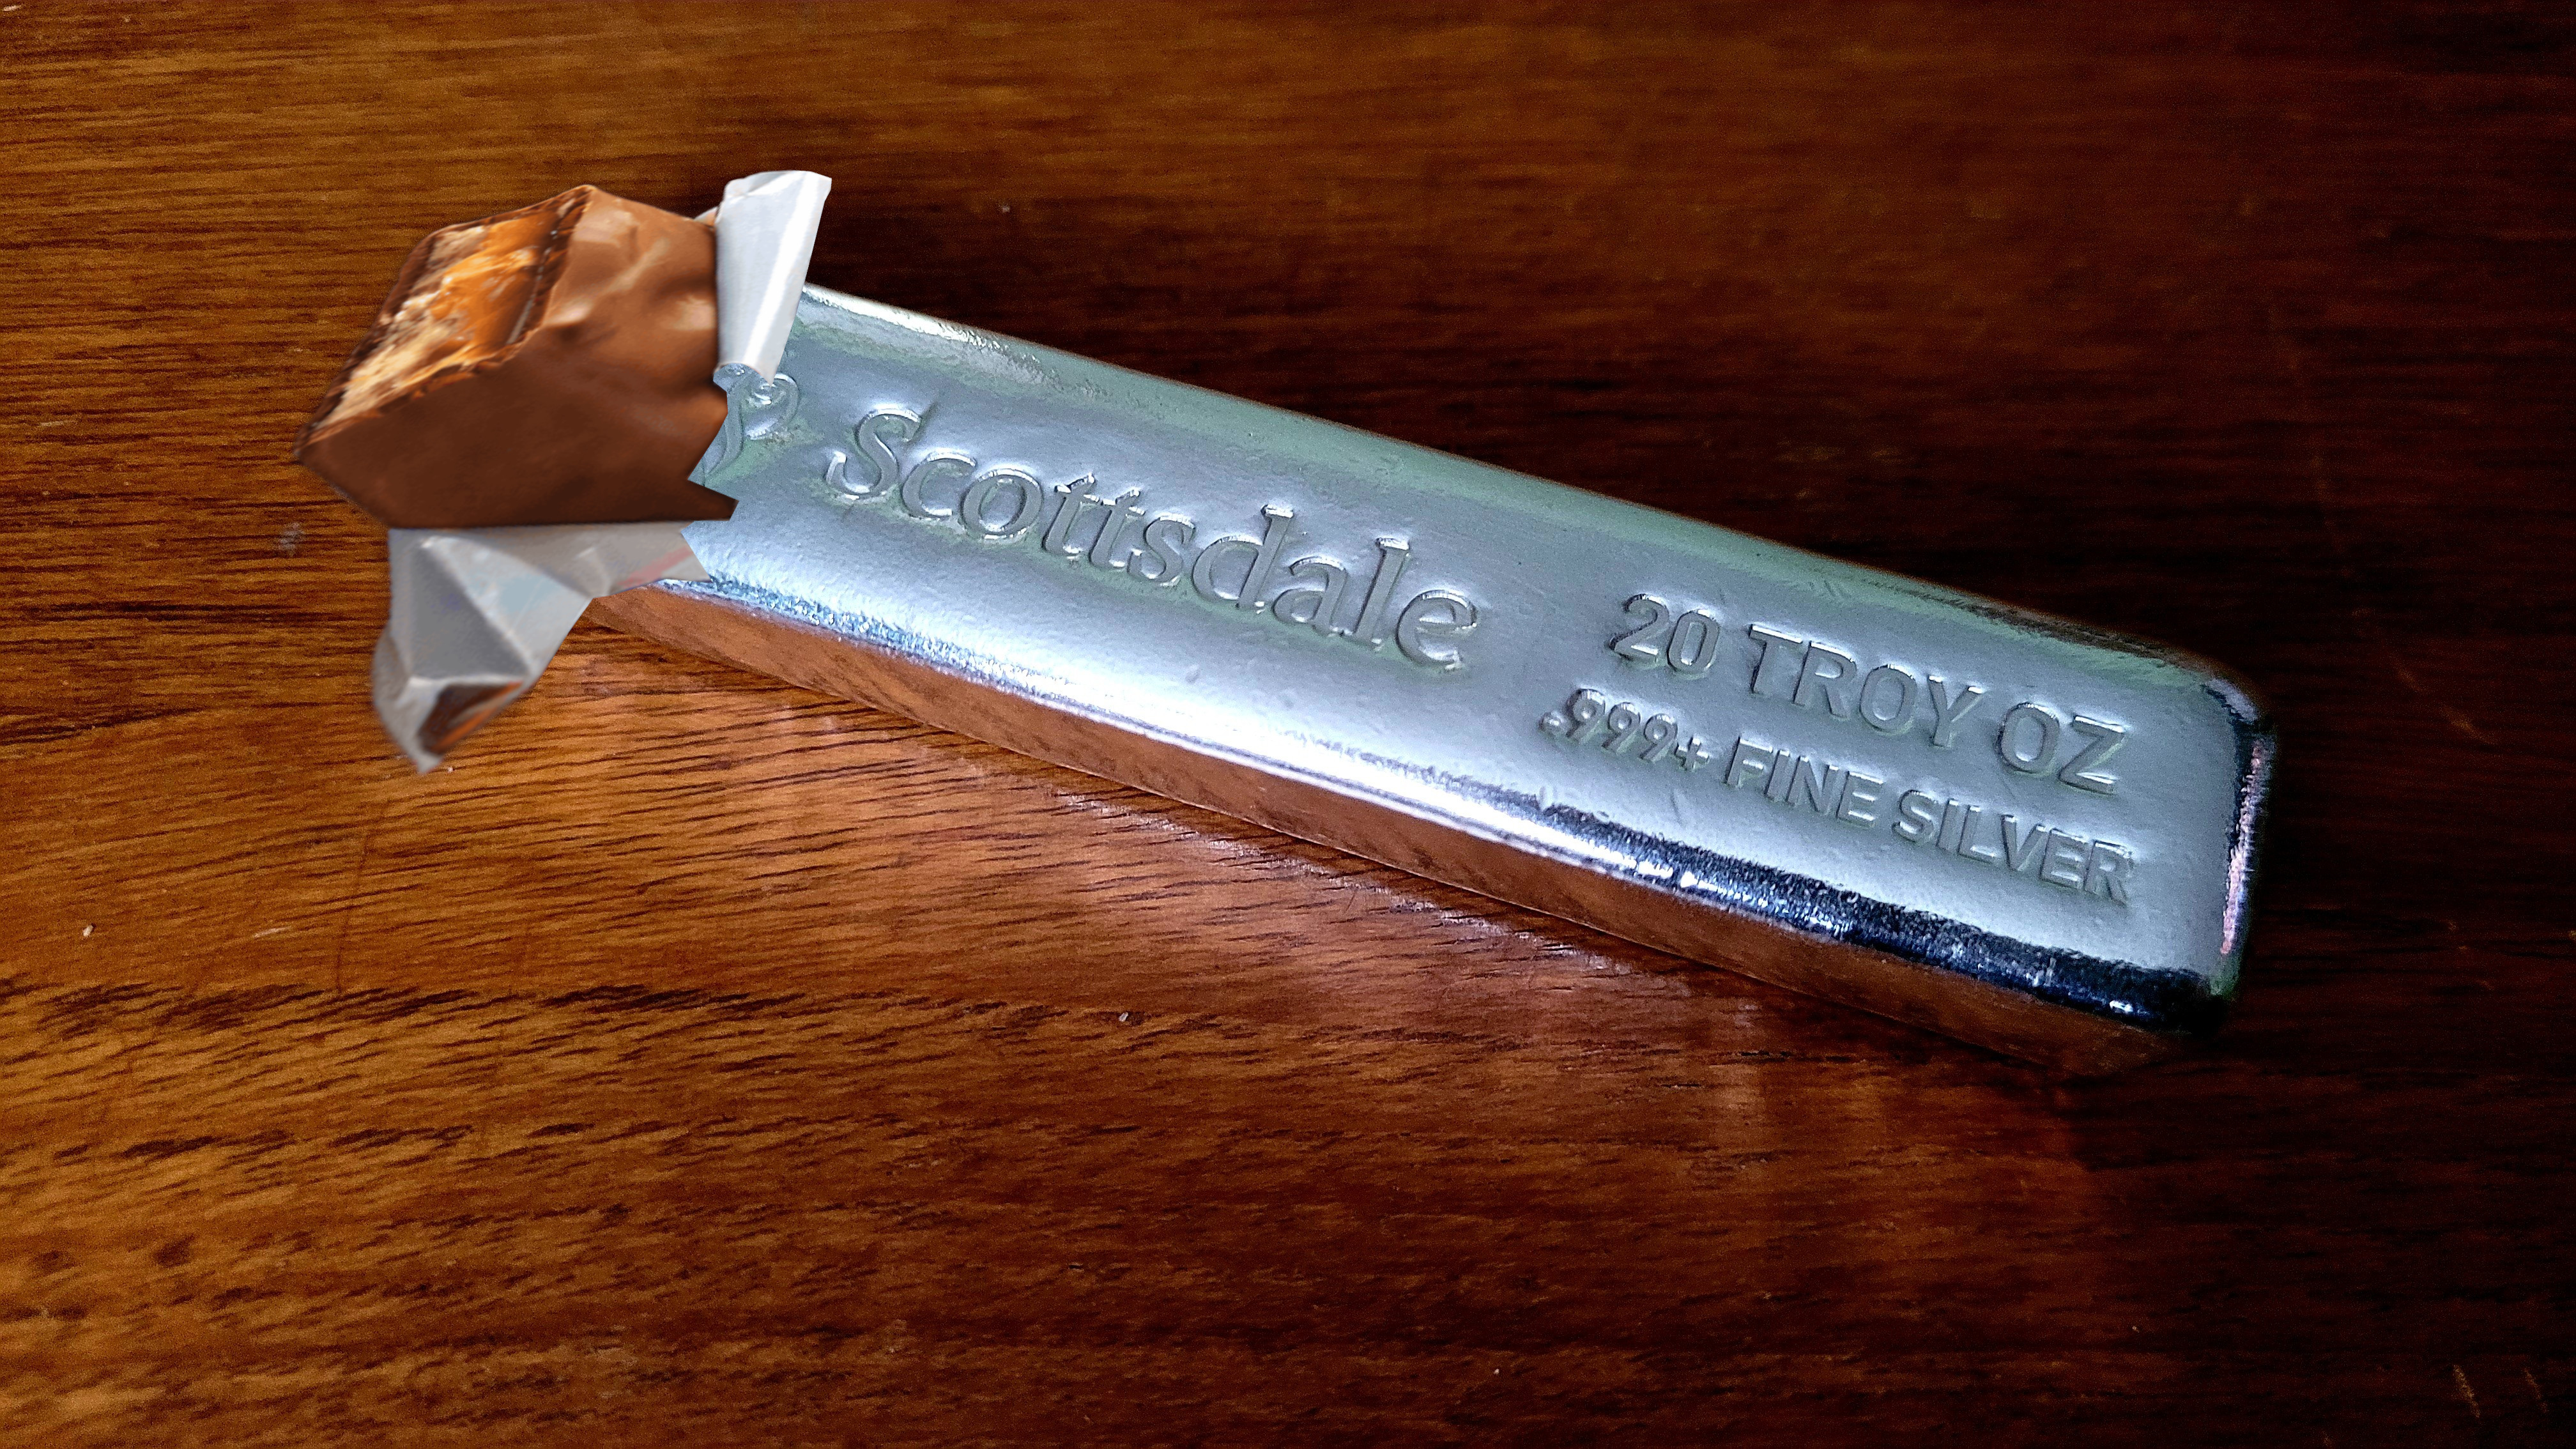 Scottsdale
20 TROY OZ
.999+ FINE SILVER